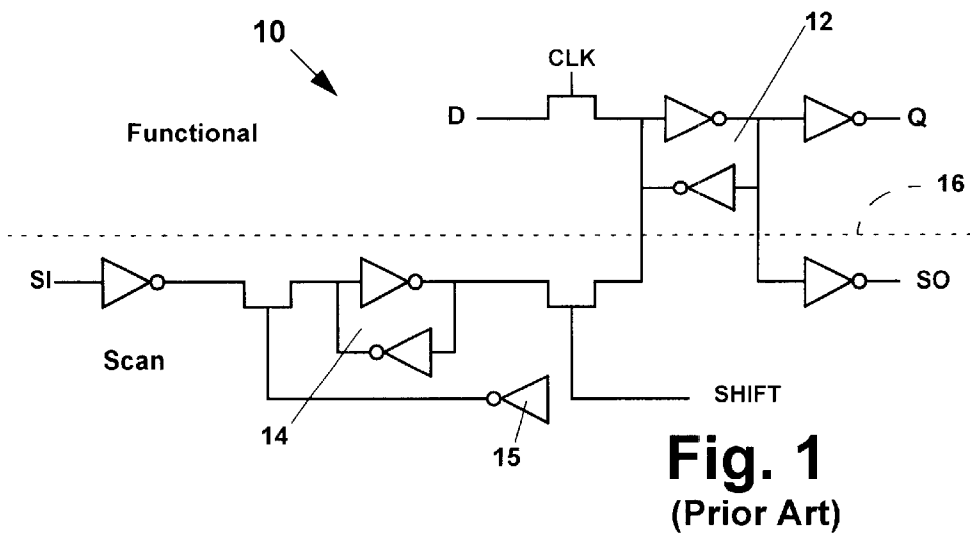 10
12
CLK
D
Q
Functional
16
SI
SO
Scan
14
15
SHIFT
Fig. 1
(Prior Art)